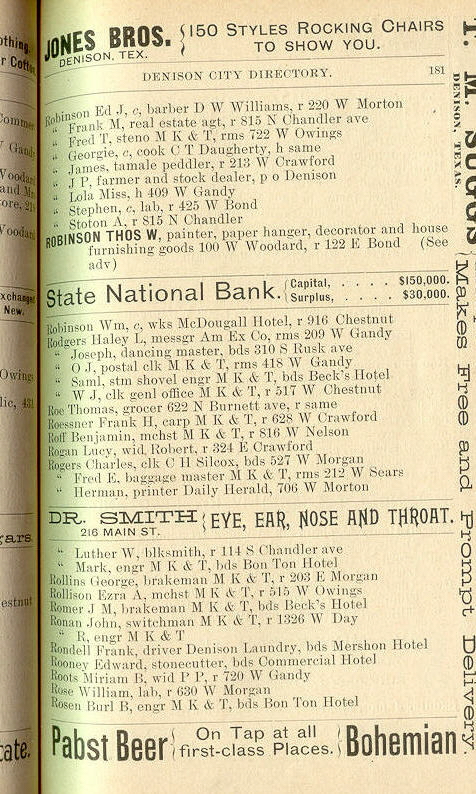 JONES BROS. DENISON, TEX. { 150 STYLES ROCKING CHAIRS TO SHOW YOU.
DENISON CITY DIRECTORY. 181
Robinson Ed J, c, barber D W Williams, r 220 W Morton
“ Frank M, real estate agt, r 815 N Chandler ave
“ Fred T, steno M K & T, rms 722 W Owings
“ Georgie, c, cook C T Daugherty, h same
“ James, tamale peddler, r 213 W Crawford
“ J P, farmer and stock dealer, p o Denison
“ Lola Miss, h 409 W Gandy
“ Stephen, c, lab, r 425 W Bond
“ Stoton A, r 815 N Chandler
ROBINSON THOS W, painter, paper hanger, decorator and house
furnishing goods 100 W Woodard, r 122 E Bond (See
adv)
State National Bank. { Capital, . . . . $150,000.
Surplus, . . . . $30,000.
Robinson Wm, c, wks McDougall Hotel, r 916 Chestnut
Rodgers Haley L, messgr Am Ex Co, rms 209 W Gandy
“ Joseph, dancing master, bds 310 S Rusk ave
“ O J, postal clk M K & T, rms 418 W Gandy
“ Saml, stm shovel engr M K & T, bds Beck's Hotel
“ W J, clk genl office M K & T, r 517 W Chestnut
Roe Thomas, grocer 622 N Burnett ave, r same
Roessner Frank H, carp M K & T, r 628 W Crawford
Roff Benjamin, mchst M K & T, r 816 W Nelson
Rogan Lucy, wid Robert, r 324 E Crawford
Rogers Charles, clk C H Silcox, bds 527 W Morgan
“ Fred E, baggage master M K & T, rms 212 W Sears
“ Herman, printer Daily Herald, 706 W Morton
DR. SMITH 216 MAIN ST. { EYE, EAR, NOSE AND THROAT.
“ Luther W, blksmith, r 114 S Chandler ave
“ Mark, engr M K & T, bds Bon Ton Hotel
Rollins George, brakeman M K & T, r 203 E Morgan
Rollison Ezra A, mchst M K & T, r 515 W Owings
Romer J M, brakeman M K & T, bds Beck's Hotel
Ronan John, switchman M K & T, r 1326 W Day
“ R, engr M K & T
Rondell Frank, driver Denison Laundry, bds Mershon Hotel
Rooney Edward, stonecutter, bds Commercial Hotel
Roots Miriam B, wid P P, r 720 W Gandy
Rose William, lab, r 630 W Morgan
Rosen Burl B, engr M K & T, bds Bon Ton Hotel
Pabst Beer { On Tap at all first-class Places. { Bohemian
DENISON, TEXAS.
Makes Free and Prompt Delivery.